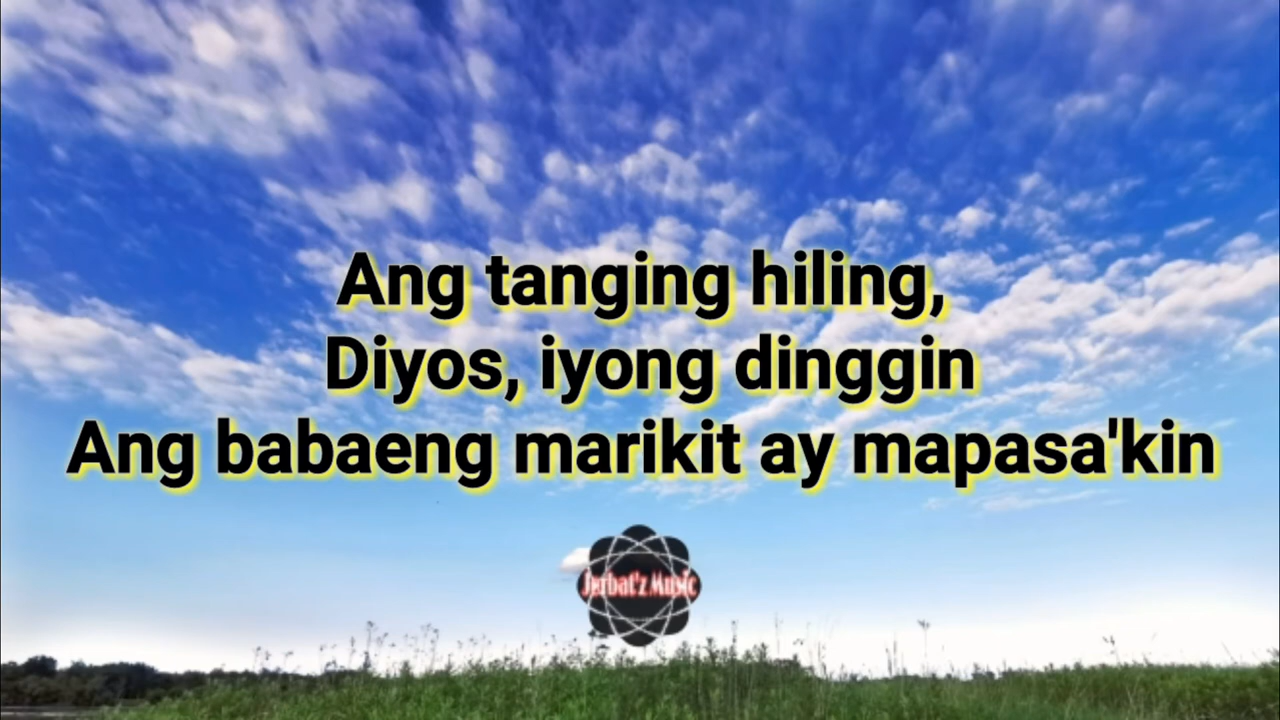 Ang tanging hiling,
Diyos, iyong dinggin
Ang babaeng marikit ay mapasa'kin
Jerbat'z Music